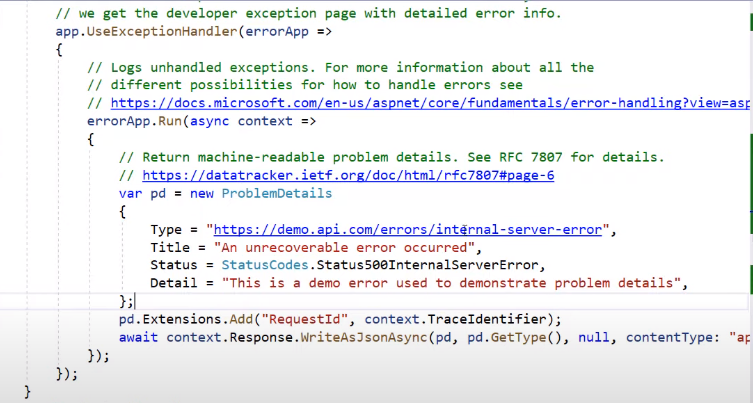 // we get the developer exception page with detailed error info.
app.UseExceptionHandler(errorApp =>
{
// Logs unhandled exceptions. For more information about all the
// different possibilities for how to handle errors see
// https://docs.microsoft.com/en-us/aspnet/core/fundamentals/error-handling?view=asp
errorApp.Run(async context =>
{
// Return machine-readable problem details. See RFC 7807 for details.
// https://datatracker.ietf.org/doc/html/rfc7807#page-6
var pd = new ProblemDetails
{
Type = "https://demo.api.com/errors/internal-server-error",
Title = "An unrecoverable error occurred",
Status = StatusCodes.Status500InternalServerError,
Detail = "This is a demo error used to demonstrate problem details",
};
pd.Extensions.Add("RequestId", context.TraceIdentifier);
await context.Response.WriteAsJsonAsync(pd, pd.GetType(), null, contentType: "ap
});
});
}